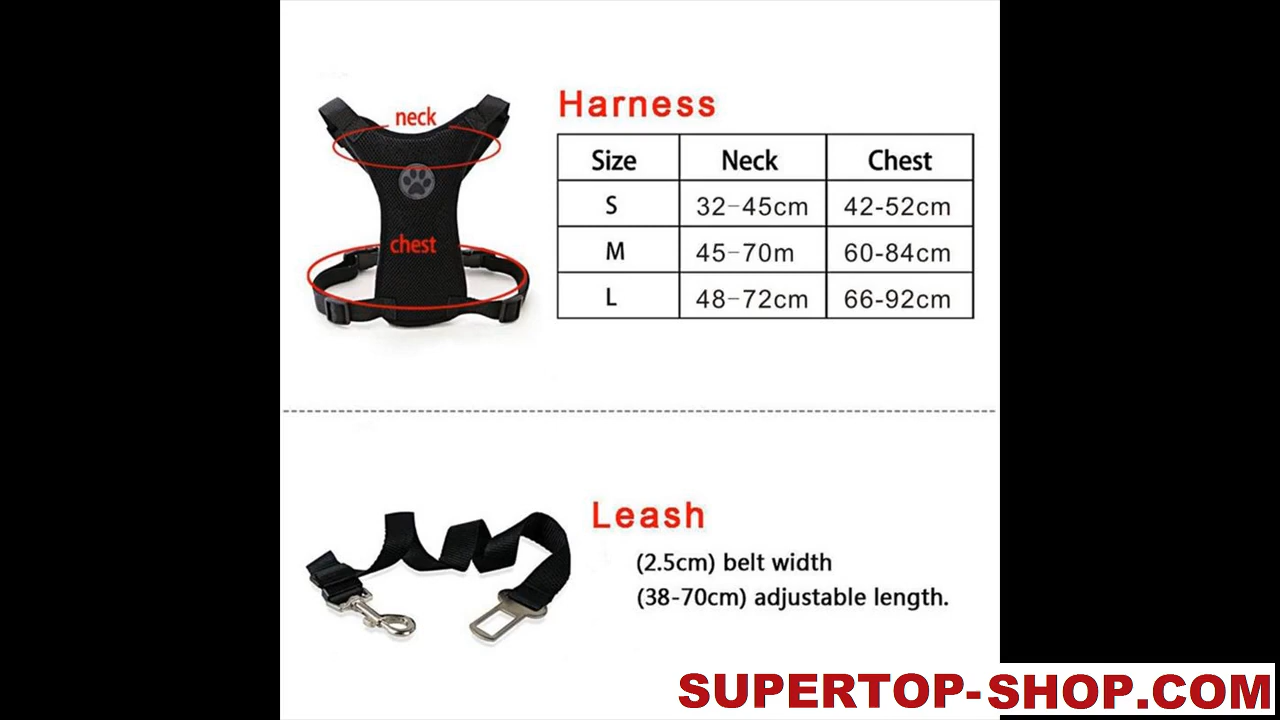 neck
chest
Harness
Size Neck Chest
S 32-45cm 42-52cm
M 45-70m 60-84cm
L 48-72cm 66-92cm
Leash
(2.5cm) belt width
(38-70cm) adjustable length.
SUPERTOP-SHOP.COM